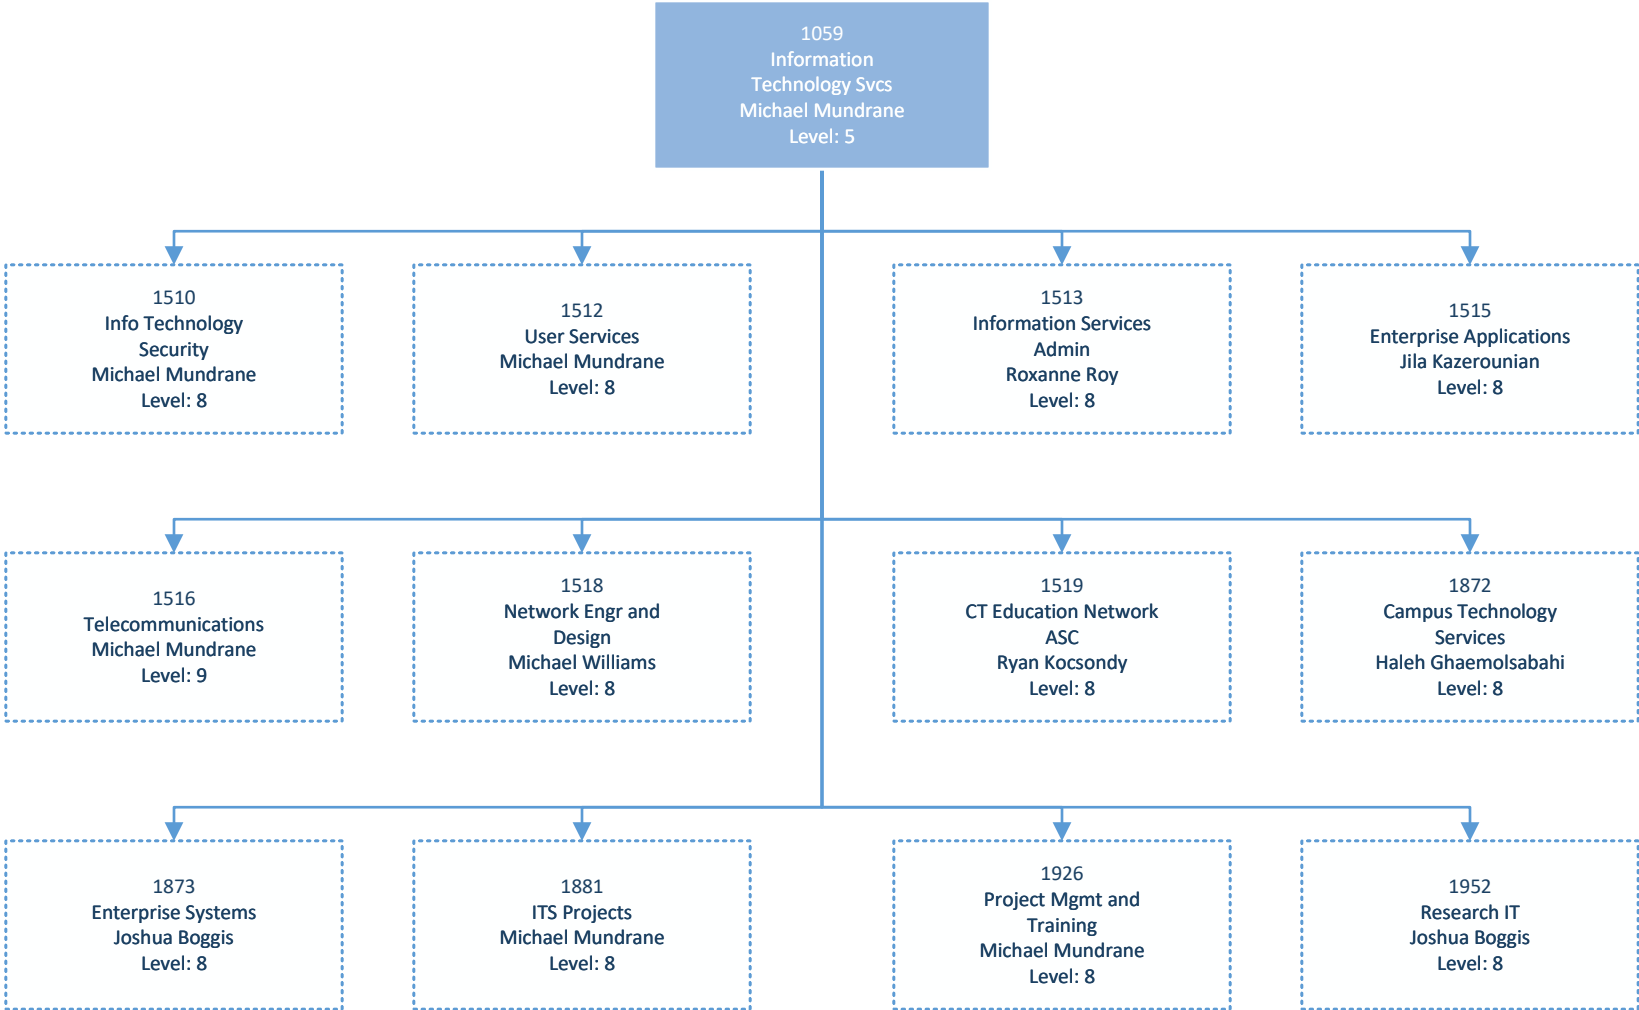 1059
Information
Technology Svcs
Michael Mundrane
Level: 5
1510
Info Technology
Security
Michael Mundrane
Level: 8
1512
User Services
Michael Mundrane
Level: 8
1513
Information Services
Admin
Roxanne Roy
Level: 8
1515
Enterprise Applications
Jila Kazerounian
Level: 8
1516
Telecommunications
Michael Mundrane
Level: 9
1518
Network Engr and
Design
Michael Williams
Level: 8
1519
CT Education Network
ASC
Ryan Kocsondy
Level: 8
1872
Campus Technology
Services
Haleh Ghaemolsabahi
Level: 8
1873
Enterprise Systems
Joshua Boggis
Level: 8
1881
ITS Projects
Michael Mundrane
Level: 8
1926
Project Mgmt and
Training
Michael Mundrane
Level: 8
1952
Research IT
Joshua Boggis
Level: 8